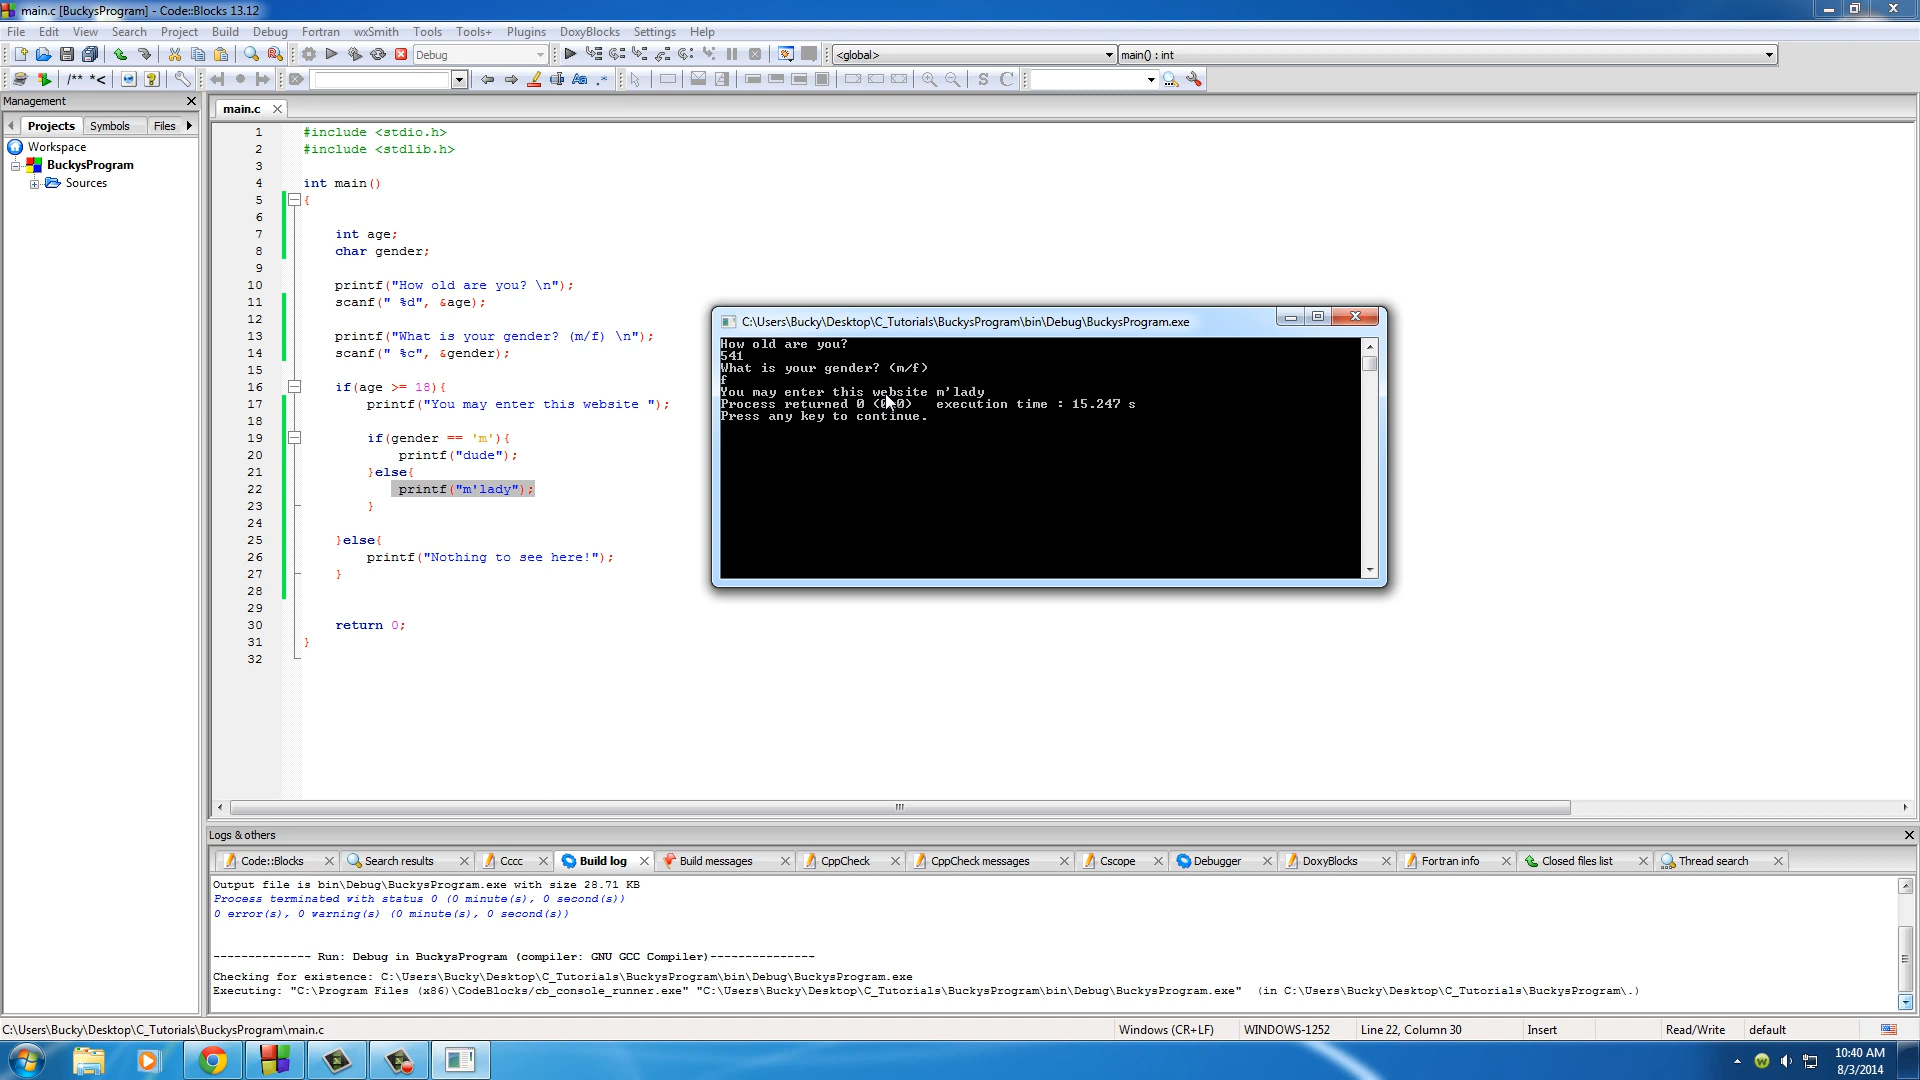 main.c [BuckysProgram] - Code::Blocks 13.12
File Edit View Search Project Build Debug Fortran wxSmith Tools Tools+ Plugins DoxyBlocks Settings Help
Debug <global> main() : int
/** *< Aa .* S C
Management
Projects Symbols Files
Workspace
BuckysProgram
Sources
main.c
1 #include <stdio.h>
2 #include <stdlib.h>
3
4 int main()
5 {
6
7 int age;
8 char gender;
9
10 printf("How old are you? \n");
11 scanf(" %d", &age);
12
13 printf("What is your gender? (m/f) \n");
14 scanf(" %c", &gender);
15
16 if(age >= 18){
17 printf("You may enter this website ");
18
19 if(gender == 'm'){
20 printf("dude");
21 }else{
22 printf("m'lady");
23 }
24
25 }else{
26 printf("Nothing to see here!");
27 }
28
29
30 return 0;
31 }
32
C:\Users\Bucky\Desktop\C_Tutorials\BuckysProgram\bin\Debug\BuckysProgram.exe
How old are you?
541
What is your gender? (m/f)
f
You may enter this website m'lady
Process returned 0 (0x0) execution time : 15.247 s
Press any key to continue.
Logs & others
Code::Blocks Search results Cccc Build log Build messages CppCheck CppCheck messages Cscope Debugger DoxyBlocks Fortran info Closed files list Thread search
Output file is bin\Debug\BuckysProgram.exe with size 28.71 KB
Process terminated with status 0 (0 minute(s), 0 second(s))
0 error(s), 0 warning(s) (0 minute(s), 0 second(s))
-------------- Run: Debug in BuckysProgram (compiler: GNU GCC Compiler)---------------
Checking for existence: C:\Users\Bucky\Desktop\C_Tutorials\BuckysProgram\bin\Debug\BuckysProgram.exe
Executing: "C:\Program Files (x86)\CodeBlocks/cb_console_runner.exe" "C:\Users\Bucky\Desktop\C_Tutorials\BuckysProgram\bin\Debug\BuckysProgram.exe" (in C:\Users\Bucky\Desktop\C_Tutorials\BuckysProgram\.)
C:\Users\Bucky\Desktop\C_Tutorials\BuckysProgram\main.c Windows (CR+LF) WINDOWS-1252 Line 22, Column 30 Insert Read/Write default
10:40 AM
8/3/2014